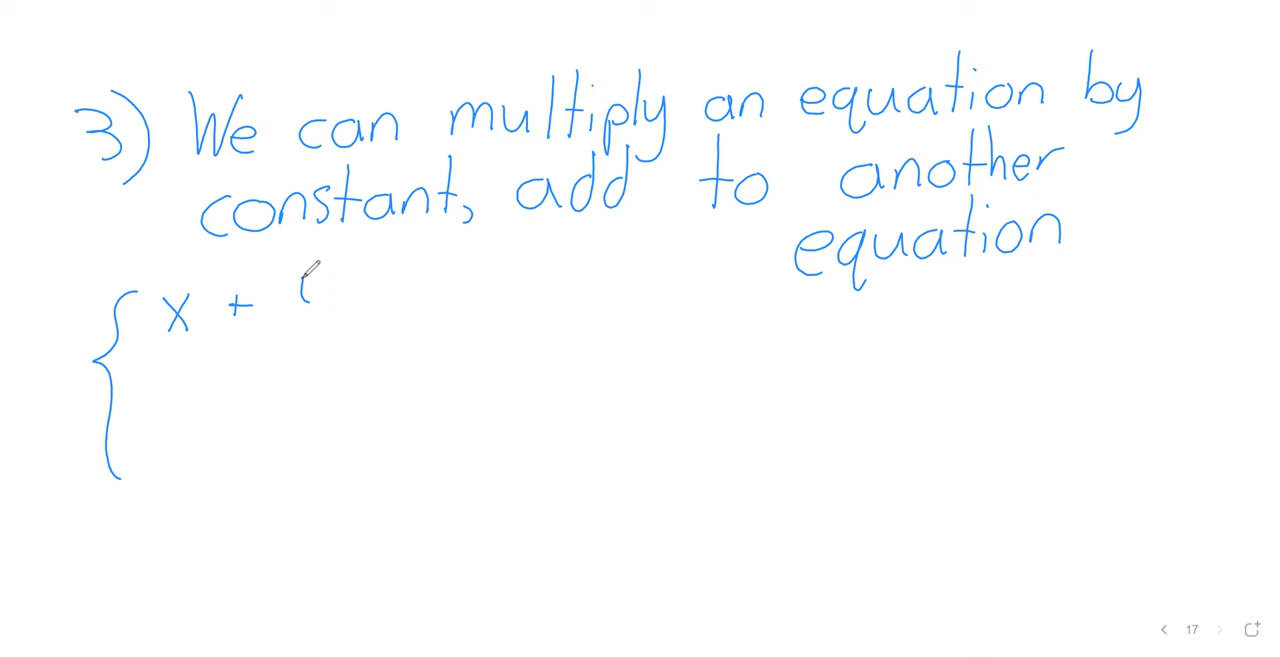 3) We can multiply an equation by
constant, add to another
equation
{ x +
17